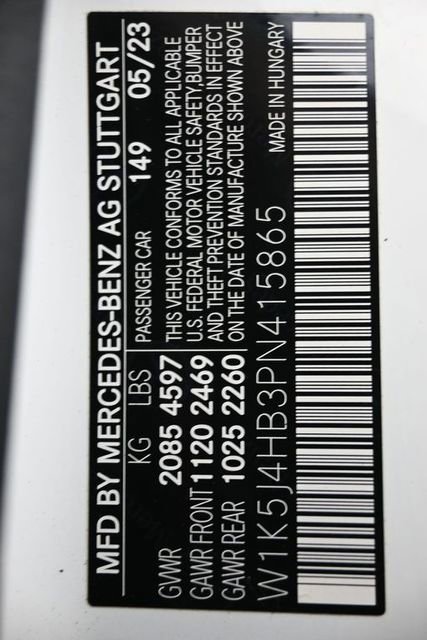 MFD BY MERCEDES-BENZ AG STUTTGART
KG LBS PASSENGER CAR 149 05/23
GVWR 2085 4597 THIS VEHICLE CONFORMS TO ALL APPLICABLE
GAWR FRONT 1120 2469 U.S. FEDERAL MOTOR VEHICLE SAFETY,BUMPER
GAWR REAR 1025 2260 AND THEFT PREVENTION STANDARDS IN EFFECT
ON THE DATE OF MANUFACTURE SHOWN ABOVE
W1K5J4HB3PN415865 MADE IN HUNGARY